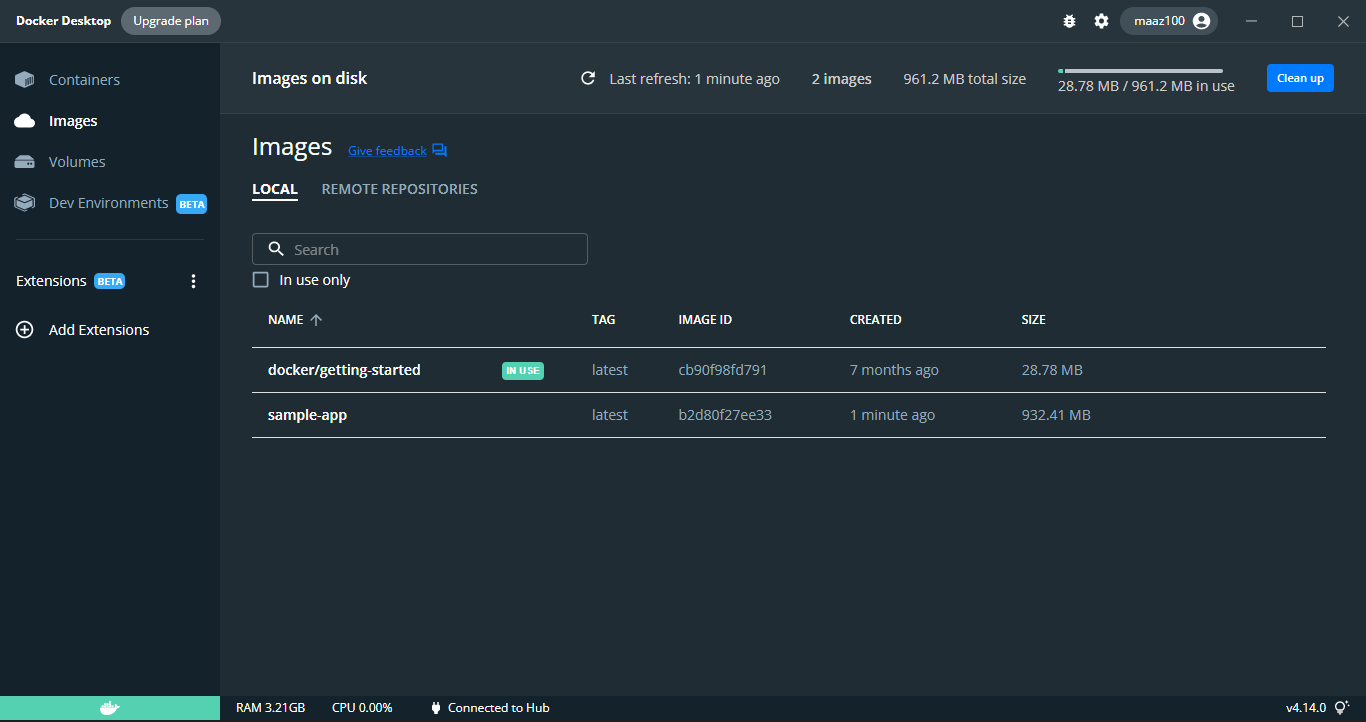 Docker Desktop Upgrade plan maaz100
Containers
Images
Volumes
Dev Environments BETA
Extensions BETA
Add Extensions
Images on disk Last refresh: 1 minute ago 2 images 961.2 MB total size 28.78 MB / 961.2 MB in use Clean up
Images Give feedback
LOCAL REMOTE REPOSITORIES
Search
In use only
NAME TAG IMAGE ID CREATED SIZE
docker/getting-started IN USE latest cb90f98fd791 7 months ago 28.78 MB
sample-app latest b2d80f27ee33 1 minute ago 932.41 MB
RAM 3.21GB CPU 0.00% Connected to Hub v4.14.0